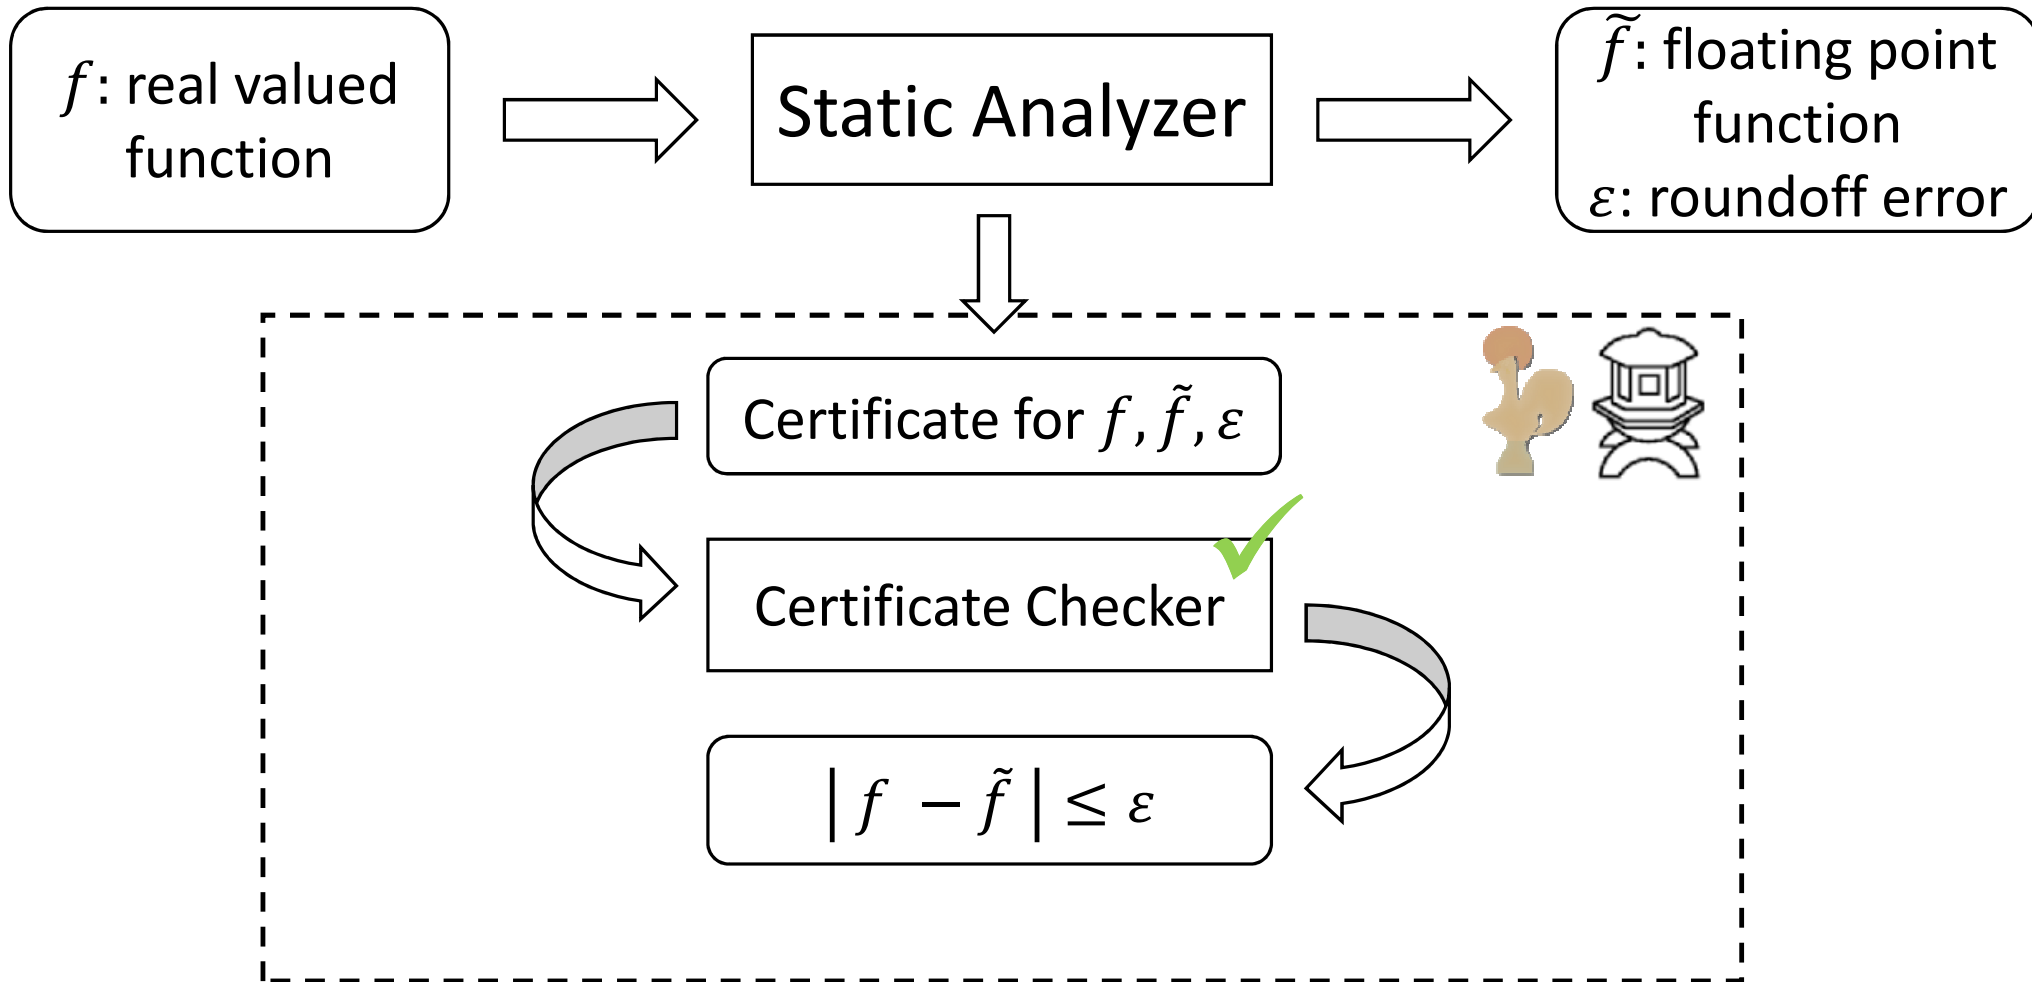 f: real valued
function
Static Analyzer
f̃: floating point
function
ε: roundoff error
Certificate for f, f̃, ε
Certificate Checker
| f − f̃ | ≤ ε